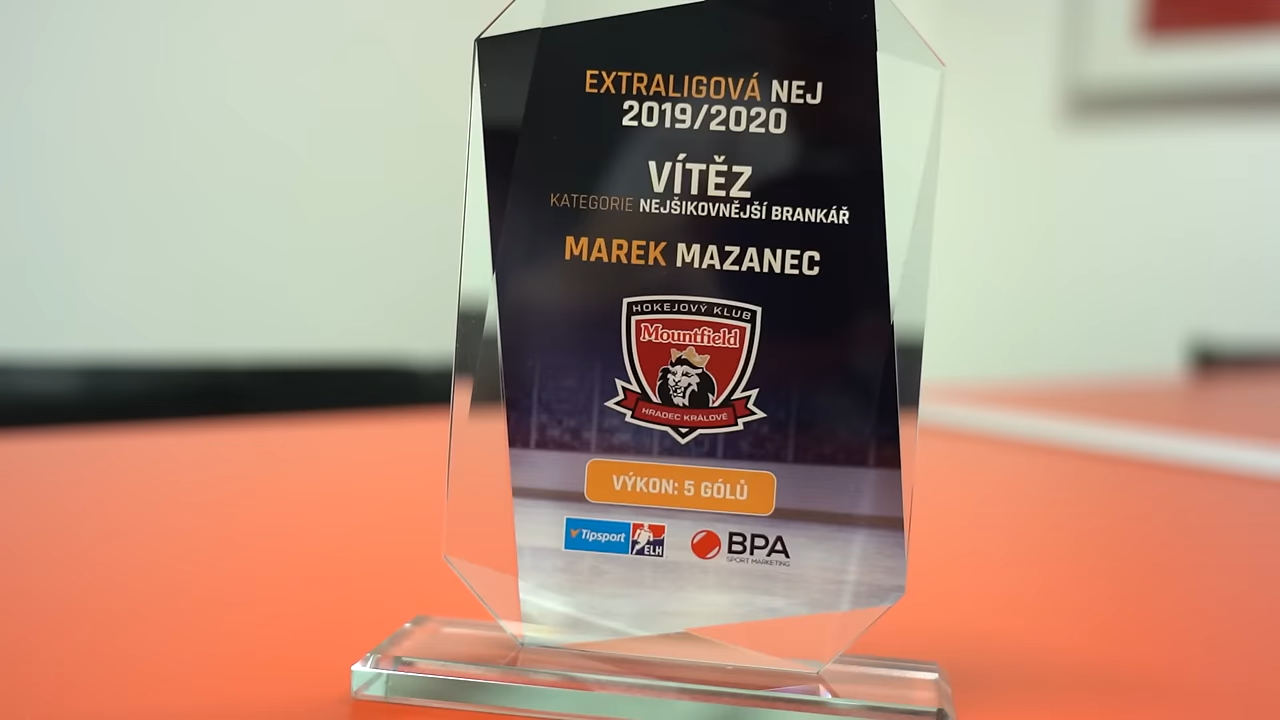 EXTRALIGOVÁ NEJ
2019/2020
VÍTĚZ
KATEGORIE NEJŠIKOVNĚJŠÍ BRANKÁŘ
MAREK MAZANEC
HOKEJOVÝ KLUB
Mountfield
HRADEC KRÁLOVÉ
VÝKON: 5 GÓLŮ
Tipsport ELH
BPA
SPORT MARKETING